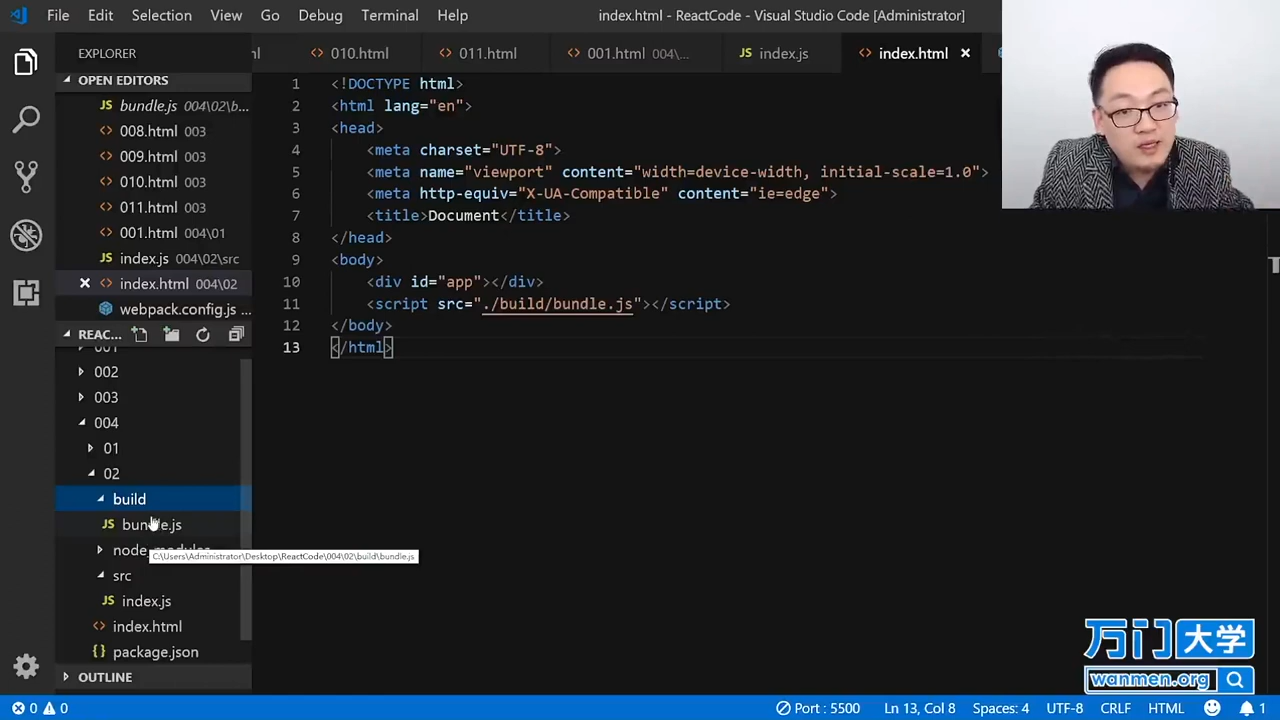 File Edit Selection View Go Debug Terminal Help index.html - ReactCode - Visual Studio Code [Administrator]
EXPLORER
OPEN EDITORS
bundle.js 004\02\b...
008.html 003
009.html 003
010.html 003
011.html 003
001.html 004\01
index.js 004\02\src
index.html 004\02
webpack.config.js ...
REAC...
001
002
003
004
01
02
build
bundle.js
C:\Users\Administrator\Desktop\ReactCode\004\02\build\bundle.js
src
index.js
index.html
package.json
OUTLINE
010.html 011.html 001.html 004\... index.js index.html
1 <!DOCTYPE html>
2 <html lang="en">
3 <head>
4 <meta charset="UTF-8">
5 <meta name="viewport" content="width=device-width, initial-scale=1.0">
6 <meta http-equiv="X-UA-Compatible" content="ie=edge">
7 <title>Document</title>
8 </head>
9 <body>
10 <div id="app"></div>
11 <script src="./build/bundle.js"></script>
12 </body>
13 </html>
万门大学
wanmen.org
0 0 Port : 5500 Ln 13, Col 8 Spaces: 4 UTF-8 CRLF HTML 1